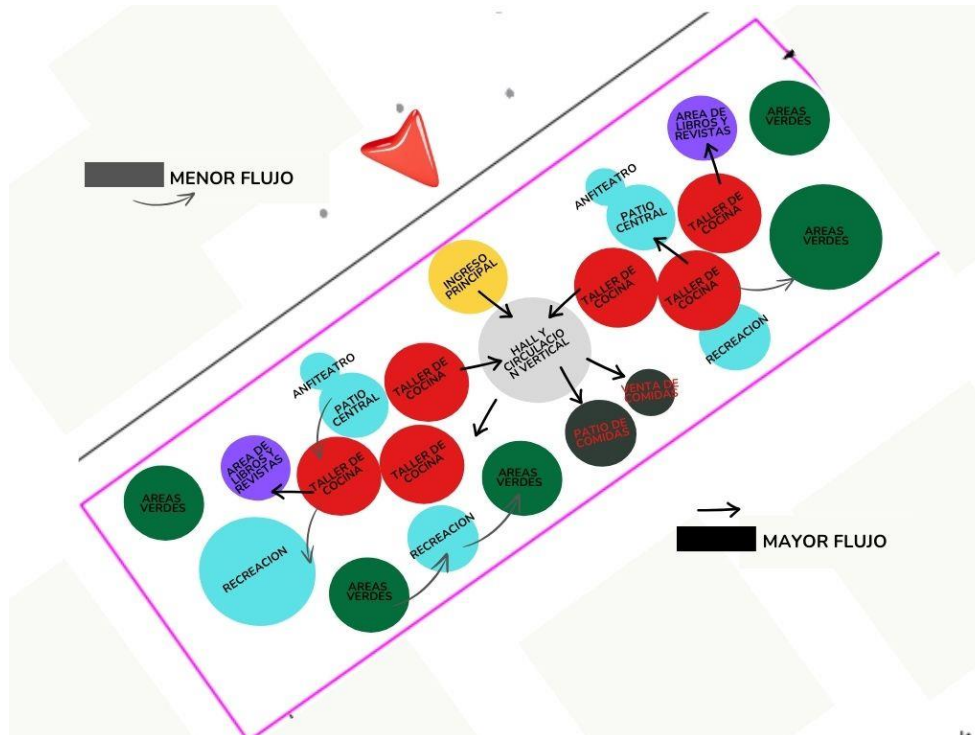 AREA DE
LIBROS Y
REVISTAS
AREAS
VERDES
MENOR FLUJO
ANFITEATRO
PATIO
CENTRAL
TALLER DE
COCINA
AREAS
VERDES
INGRESO
PRINCIPAL
TALLER DE
COCINA
TALLER DE
COCINA
RECREACION
HALL Y
CIRCULACIO
N VERTICAL
ANFITEATRO
PATIO
CENTRAL
TALLER DE
COCINA
VENTA DE
COMIDAS
PATIO DE
COMIDAS
AREA DE
LIBROS Y
REVISTAS
TALLER DE
COCINA
TALLER DE
COCINA
AREAS
VERDES
AREAS
VERDES
RECREACION
RECREACION
AREAS
VERDES
MAYOR FLUJO